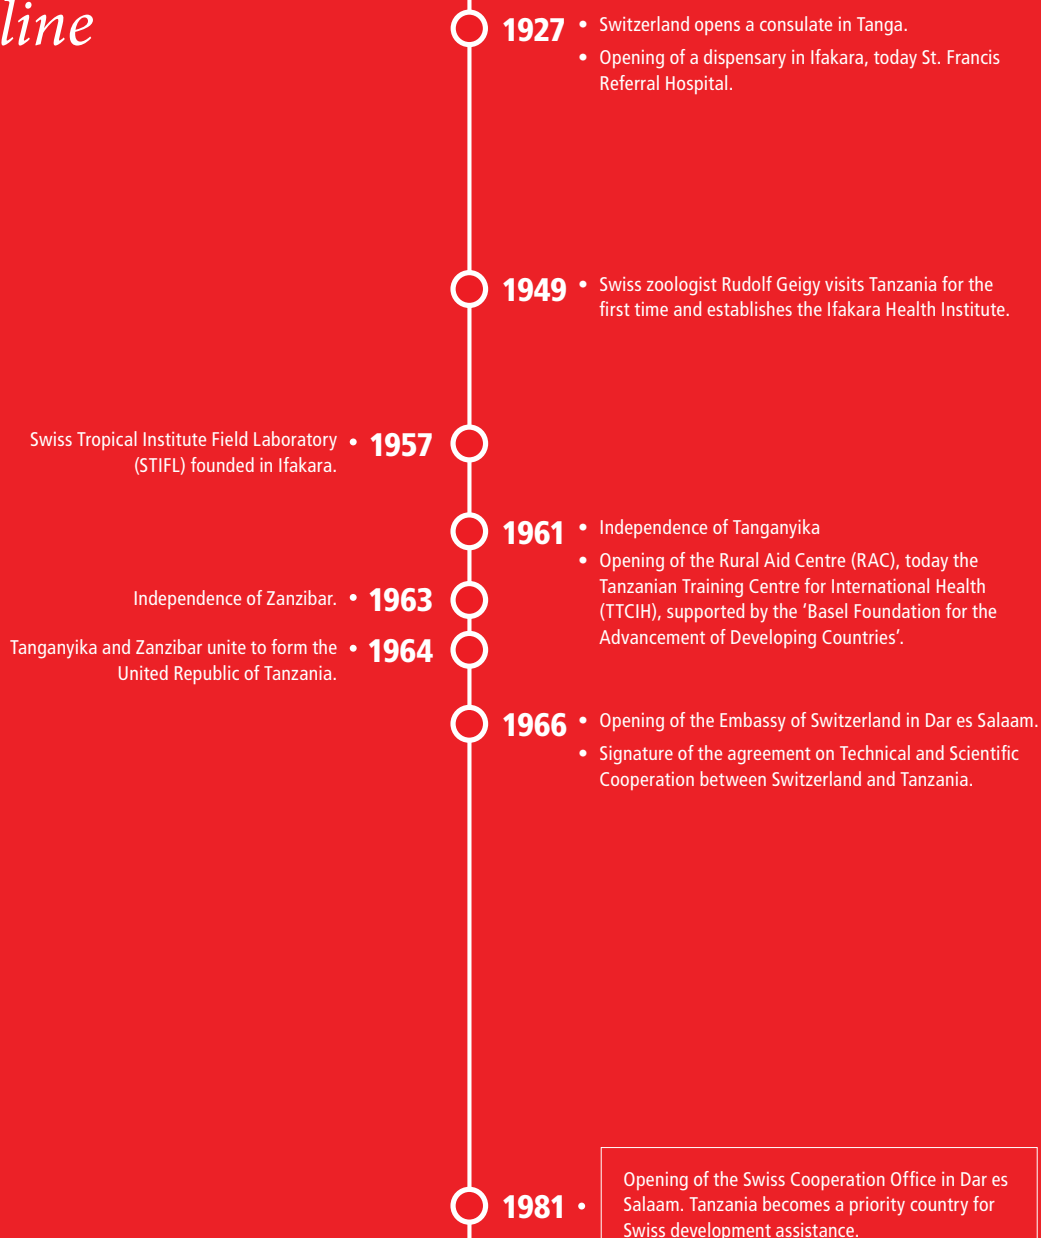 line
1927 • Switzerland opens a consulate in Tanga.
• Opening of a dispensary in Ifakara, today St. Francis
Referral Hospital.
1949 • Swiss zoologist Rudolf Geigy visits Tanzania for the
first time and establishes the Ifakara Health Institute.
Swiss Tropical Institute Field Laboratory • 1957
(STIFL) founded in Ifakara.
1961 • Independence of Tanganyika
• Opening of the Rural Aid Centre (RAC), today the
Tanzanian Training Centre for International Health
(TTCIH), supported by the ‘Basel Foundation for the
Advancement of Developing Countries’.
Independence of Zanzibar. • 1963
Tanganyika and Zanzibar unite to form the • 1964
United Republic of Tanzania.
1966 • Opening of the Embassy of Switzerland in Dar es Salaam.
• Signature of the agreement on Technical and Scientific
Cooperation between Switzerland and Tanzania.
1981 • Opening of the Swiss Cooperation Office in Dar es
Salaam. Tanzania becomes a priority country for
Swiss development assistance.